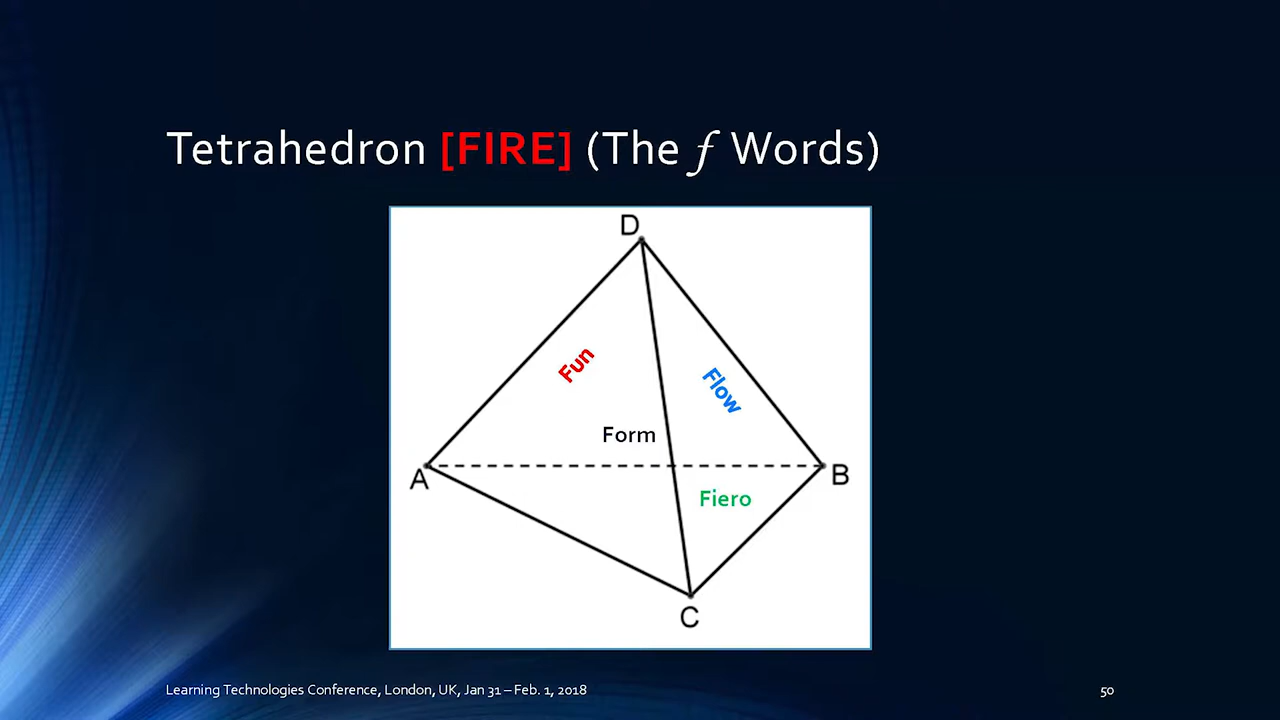 Tetrahedron [FIRE] (The f Words)
D
Fun
Flow
Form
A
B
Fiero
C
Learning Technologies Conference, London, UK, Jan 31 – Feb. 1, 2018
50